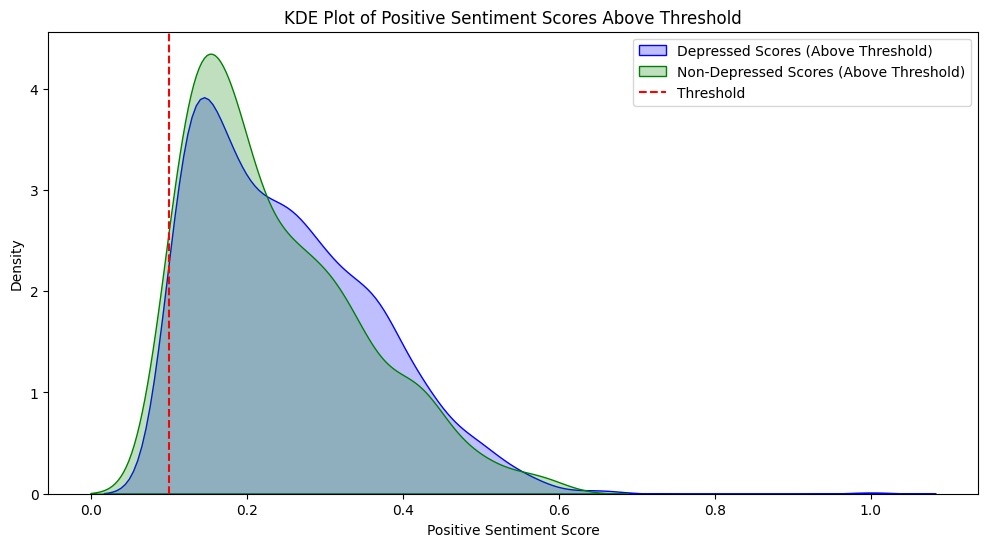 KDE Plot of Positive Sentiment Scores Above Threshold
Depressed Scores (Above Threshold)
Non-Depressed Scores (Above Threshold)
Threshold
Density
4
3
2
1
0
0.0 0.2 0.4 0.6 0.8 1.0
Positive Sentiment Score